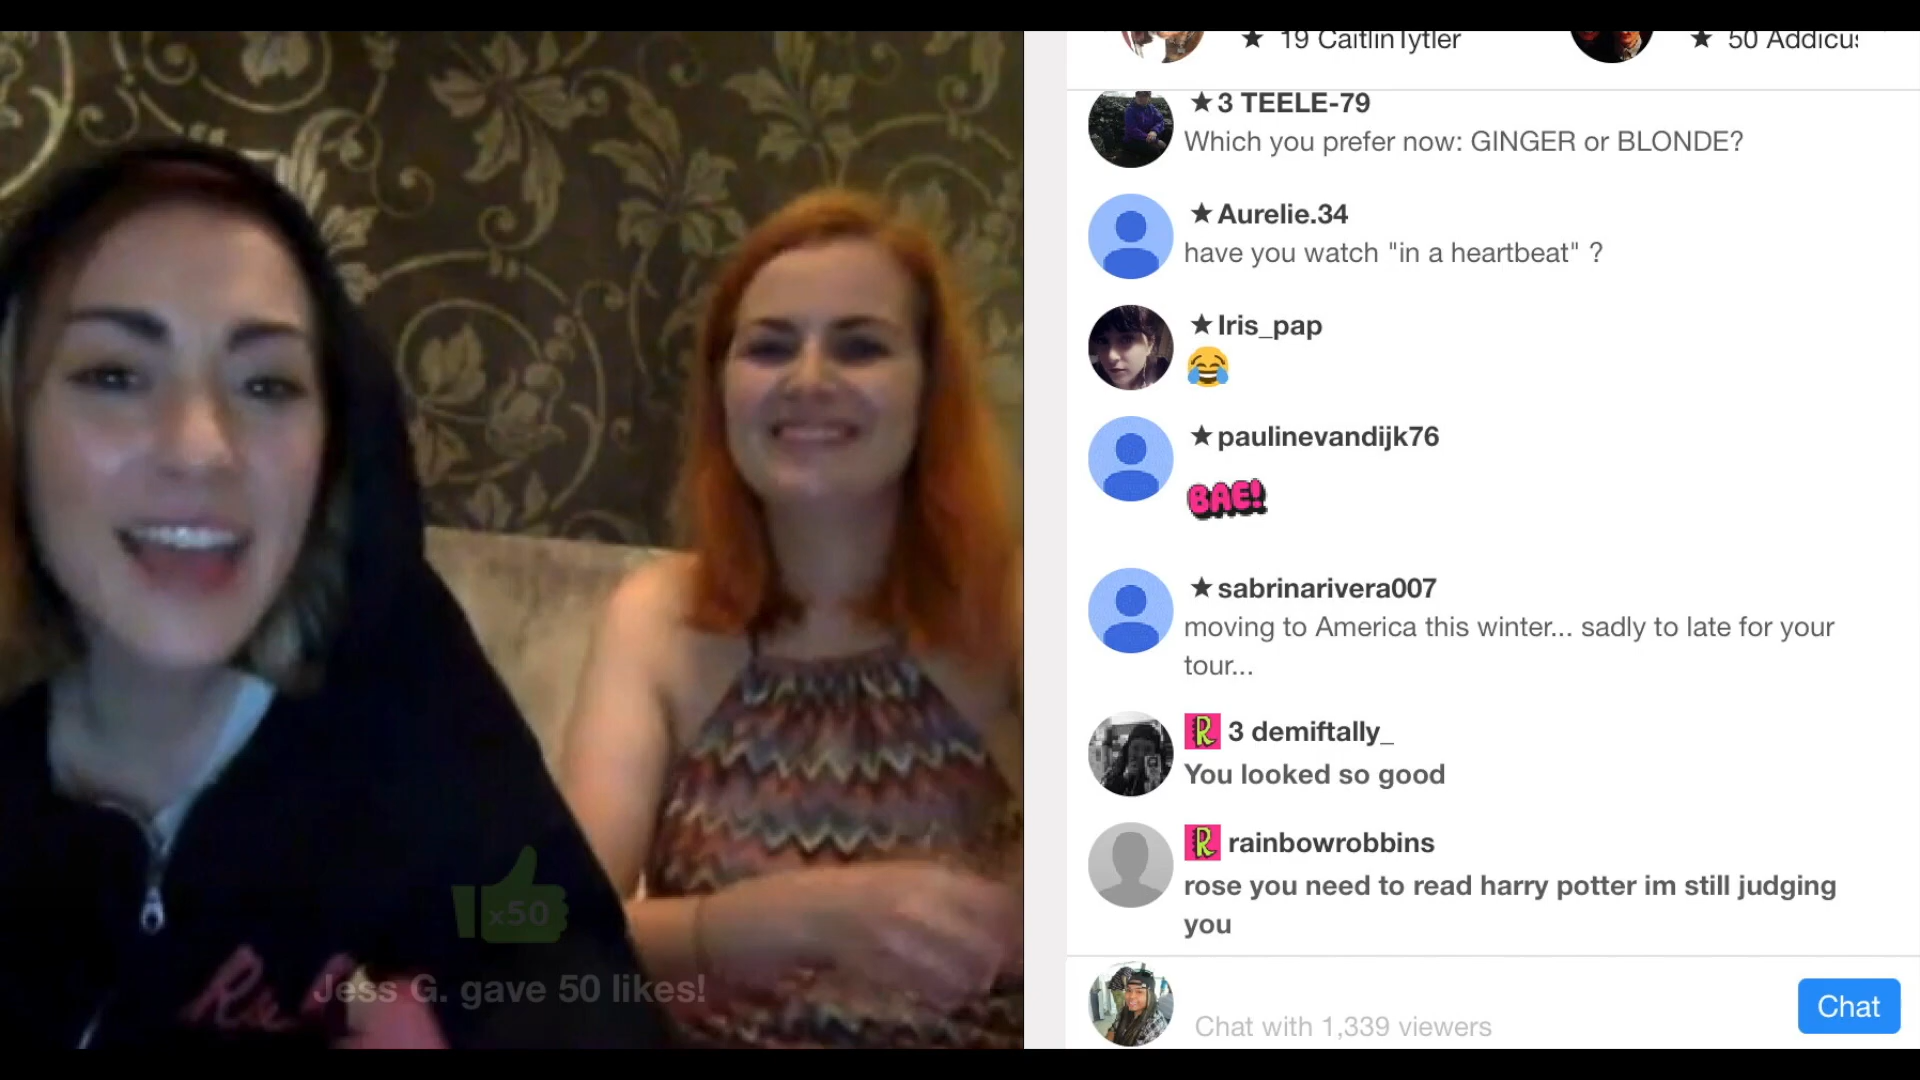 ★ 19 CaitlinTytler
★ 50 Addicu
★ 3 TEELE-79
Which you prefer now: GINGER or BLONDE?
★ Aurelie.34
have you watch "in a heartbeat" ?
★ Iris_pap
★ paulinevandijk76
BAE!
★ sabrinarivera007
moving to America this winter... sadly to late for your
tour...
R 3 demiftally_
You looked so good
R rainbowrobbins
rose you need to read harry potter im still judging
you
Chat with 1,339 viewers
Chat
x50
Jess G. gave 50 likes!